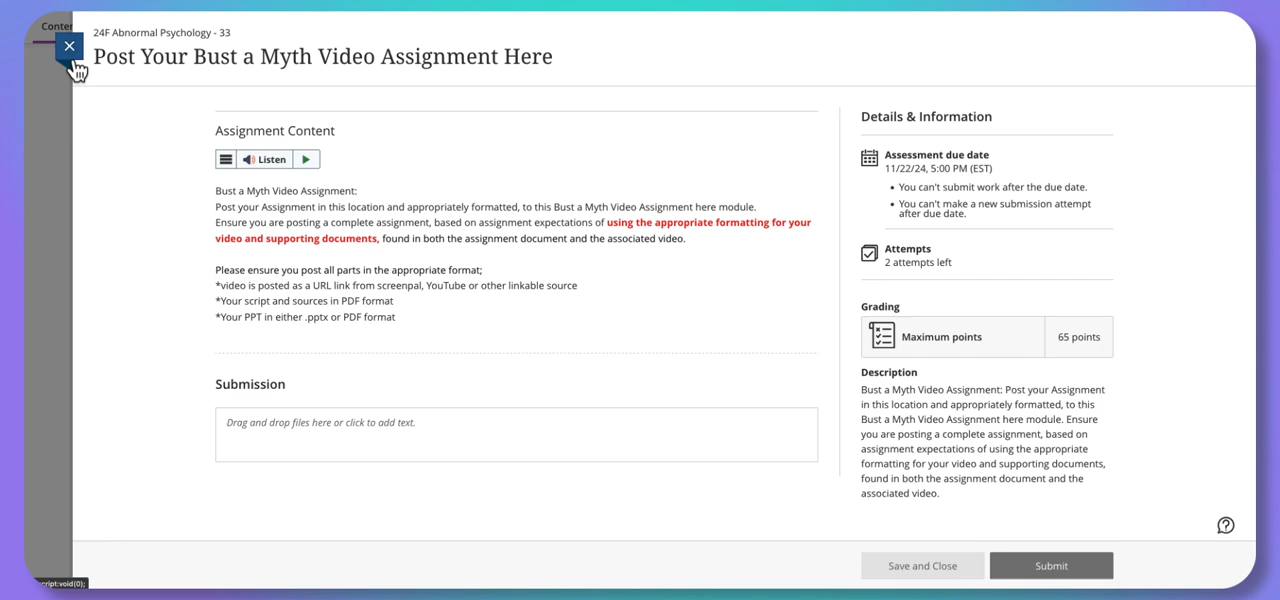 Conter
24F Abnormal Psychology - 33
Post Your Bust a Myth Video Assignment Here
Assignment Content
Listen
Bust a Myth Video Assignment:
Post your Assignment in this location and appropriately formatted, to this Bust a Myth Video Assignment here module.
Ensure you are posting a complete assignment, based on assignment expectations of using the appropriate formatting for your
video and supporting documents, found in both the assignment document and the associated video.
Please ensure you post all parts in the appropriate format;
*video is posted as a URL link from screenpal, YouTube or other linkable source
*Your script and sources in PDF format
*Your PPT in either .pptx or PDF format
Submission
Drag and drop files here or click to add text.
Details & Information
Assessment due date
11/22/24, 5:00 PM (EST)
• You can't submit work after the due date.
• You can't make a new submission attempt
after due date.
Attempts
2 attempts left
Grading
Maximum points
65 points
Description
Bust a Myth Video Assignment: Post your Assignment
in this location and appropriately formatted, to this
Bust a Myth Video Assignment here module. Ensure
you are posting a complete assignment, based on
assignment expectations of using the appropriate
formatting for your video and supporting documents,
found in both the assignment document and the
associated video.
Save and Close
Submit
cript:void(0);